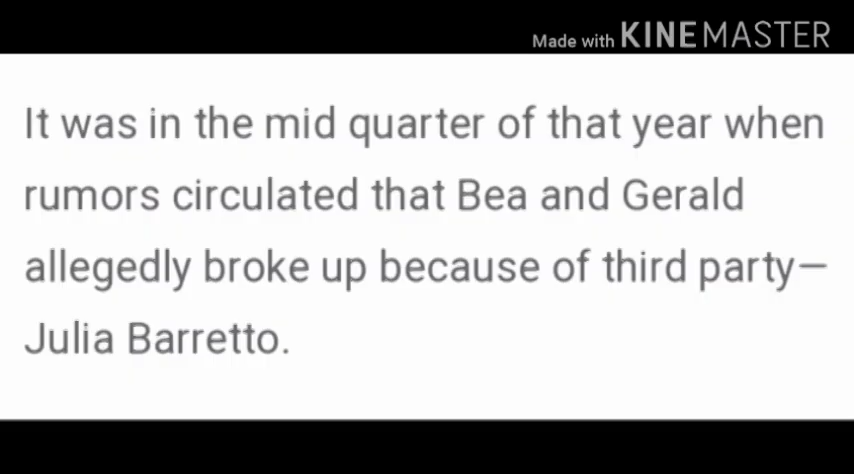 Made with KINEMASTER
It was in the mid quarter of that year when
rumors circulated that Bea and Gerald
allegedly broke up because of third party—
Julia Barretto.